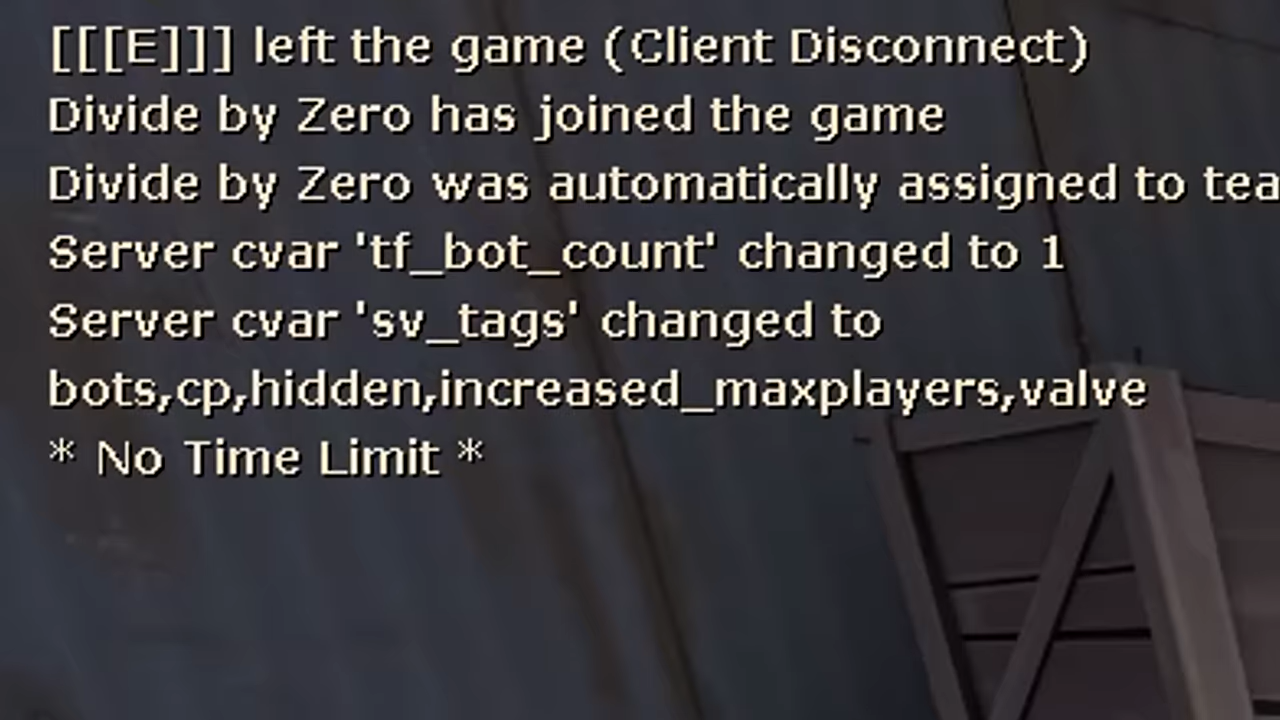 [[[E]]] left the game (Client Disconnect)
Divide by Zero has joined the game
Divide by Zero was automatically assigned to
Server cvar 'tf_bot_count' changed to 1
Server cvar 'sv_tags' changed to
bots,cp,hidden,increased_maxplayers,valve
* No Time Limit *